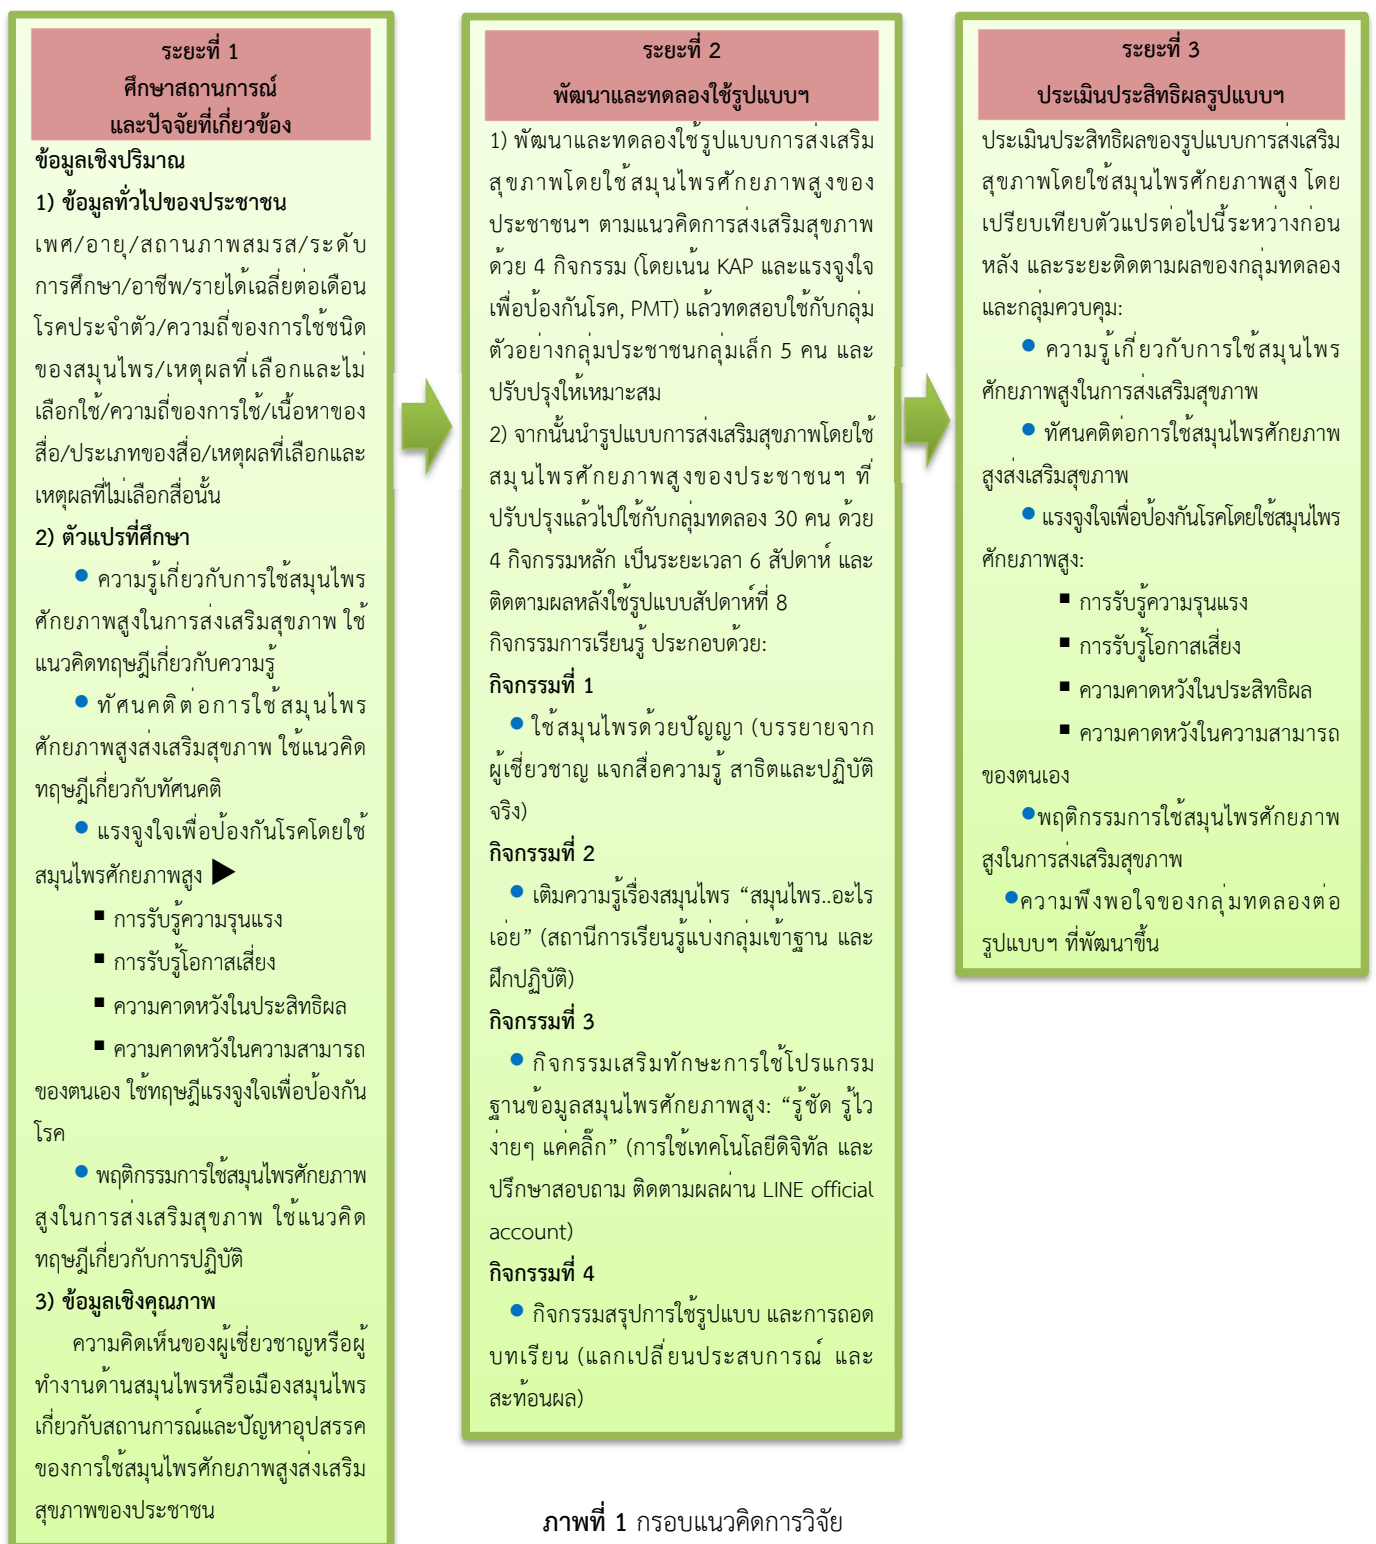 ระยะที่ 1
ศึกษาสถานการณ์
และปัจจัยที่เกี่ยวข้อง
ข้อมูลเชิงปริมาณ
1) ข้อมูลทั่วไปของประชาชน
เพศ/อายุ/สถานภาพสมรส/ระดับ
การศึกษา/อาชีพ/รายได้เฉลี่ยต่อเดือน
โรคประจำตัว/ความถี่ของการใช้ชนิด
ของสมุนไพร/เหตุผลที่เลือกและไม่
เลือกใช้/ความถี่ของการใช้/เนื้อหาของ
สื่อ/ประเภทของสื่อ/เหตุผลที่เลือกและ
เหตุผลที่ไม่เลือกสื่อนั้น
2) ตัวแปรที่ศึกษา
● ความรู้เกี่ยวกับการใช้สมุนไพร
ศักยภาพสูงในการส่งเสริมสุขภาพ ใช้
แนวคิดทฤษฎีเกี่ยวกับความรู้
● ทัศนคติต่อการใช้สมุนไพร
ศักยภาพสูงส่งเสริมสุขภาพ ใช้แนวคิด
ทฤษฎีเกี่ยวกับทัศนคติ
● แรงจูงใจเพื่อป้องกันโรคโดยใช้
สมุนไพรศักยภาพสูง ▶
■ การรับรู้ความรุนแรง
■ การรับรู้โอกาสเสี่ยง
■ ความคาดหวังในประสิทธิผล
■ ความคาดหวังในความสามารถ
ของตนเอง ใช้ทฤษฎีแรงจูงใจเพื่อป้องกัน
โรค
● พฤติกรรมการใช้สมุนไพรศักยภาพ
สูงในการส่งเสริมสุขภาพ ใช้แนวคิด
ทฤษฎีเกี่ยวกับการปฏิบัติ
3) ข้อมูลเชิงคุณภาพ
ความคิดเห็นของผู้เชี่ยวชาญหรือผู้
ทำงานด้านสมุนไพรหรือเมืองสมุนไพร
เกี่ยวกับสถานการณ์และปัญหาอุปสรรค
ของการใช้สมุนไพรศักยภาพสูงส่งเสริม
สุขภาพของประชาชน
ระยะที่ 2
พัฒนาและทดลองใช้รูปแบบฯ
1) พัฒนาและทดลองใช้รูปแบบการส่งเสริม
สุขภาพโดยใช้สมุนไพรศักยภาพสูงของ
ประชาชนฯ ตามแนวคิดการส่งเสริมสุขภาพ
ด้วย 4 กิจกรรม (โดยเน้น KAP และแรงจูงใจ
เพื่อป้องกันโรค, PMT) แล้วทดสอบใช้กับกลุ่ม
ตัวอย่างกลุ่มประชาชนกลุ่มเล็ก 5 คน และ
ปรับปรุงให้เหมาะสม
2) จากนั้นนำรูปแบบการส่งเสริมสุขภาพโดยใช้
สมุนไพรศักยภาพสูงของประชาชนฯ ที่
ปรับปรุงแล้วไปใช้กับกลุ่มทดลอง 30 คน ด้วย
4 กิจกรรมหลัก เป็นระยะเวลา 6 สัปดาห์ และ
ติดตามผลหลังใช้รูปแบบสัปดาห์ที่ 8
กิจกรรมการเรียนรู้ ประกอบด้วย:
กิจกรรมที่ 1
● ใช้สมุนไพรด้วยปัญญา (บรรยายจาก
ผู้เชี่ยวชาญ แจกสื่อความรู้ สาธิตและปฏิบัติ
จริง)
กิจกรรมที่ 2
● เติมความรู้เรื่องสมุนไพร “สมุนไพร..อะไร
เอ่ย” (สถานีการเรียนรู้แบ่งกลุ่มเข้าฐาน และ
ฝึกปฏิบัติ)
กิจกรรมที่ 3
● กิจกรรมเสริมทักษะการใช้โปรแกรม
ฐานข้อมูลสมุนไพรศักยภาพสูง: “รู้ชัด รู้ไว
ง่ายๆ แค่คลิ๊ก” (การใช้เทคโนโลยีดิจิทัล และ
ปรึกษาสอบถาม ติดตามผลผ่าน LINE official
account)
กิจกรรมที่ 4
● กิจกรรมสรุปการใช้รูปแบบ และการถอด
บทเรียน (แลกเปลี่ยนประสบการณ์ และ
สะท้อนผล)
ระยะที่ 3
ประเมินประสิทธิผลรูปแบบฯ
ประเมินประสิทธิผลของรูปแบบการส่งเสริม
สุขภาพโดยใช้สมุนไพรศักยภาพสูง โดย
เปรียบเทียบตัวแปรต่อไปนี้ระหว่างก่อน
หลัง และระยะติดตามผลของกลุ่มทดลอง
และกลุ่มควบคุม:
● ความรู้เกี่ยวกับการใช้สมุนไพร
ศักยภาพสูงในการส่งเสริมสุขภาพ
● ทัศนคติต่อการใช้สมุนไพรศักยภาพ
สูงส่งเสริมสุขภาพ
● แรงจูงใจเพื่อป้องกันโรคโดยใช้สมุนไพร
ศักยภาพสูง:
■ การรับรู้ความรุนแรง
■ การรับรู้โอกาสเสี่ยง
■ ความคาดหวังในประสิทธิผล
■ ความคาดหวังในความสามารถ
ของตนเอง
●พฤติกรรมการใช้สมุนไพรศักยภาพ
สูงในการส่งเสริมสุขภาพ
●ความพึงพอใจของกลุ่มทดลองต่อ
รูปแบบฯ ที่พัฒนาขึ้น
ภาพที่ 1 กรอบแนวคิดการวิจัย